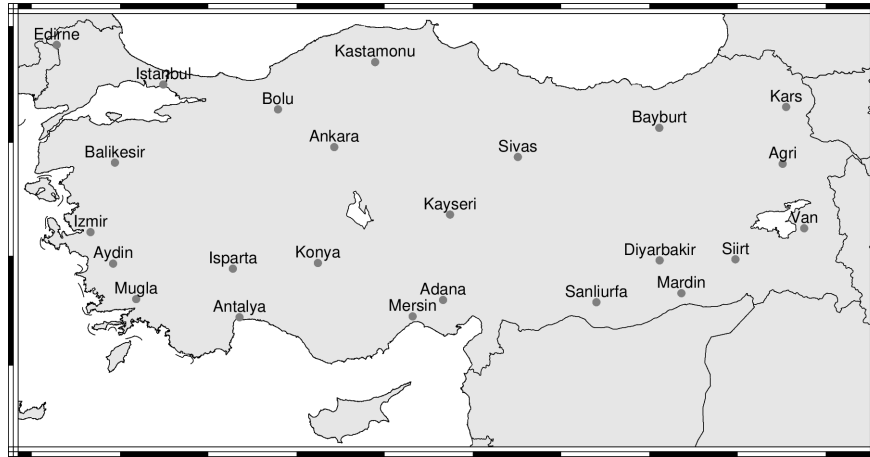 Edirne
Kastamonu
Istanbul
Bolu
Kars
Bayburt
Ankara
Sivas
Balikesir
Agri
Kayseri
Izmir
Van
Aydin
Isparta
Konya
Diyarbakir
Siirt
Mugla
Adana
Sanliurfa
Mardin
Antalya
Mersin